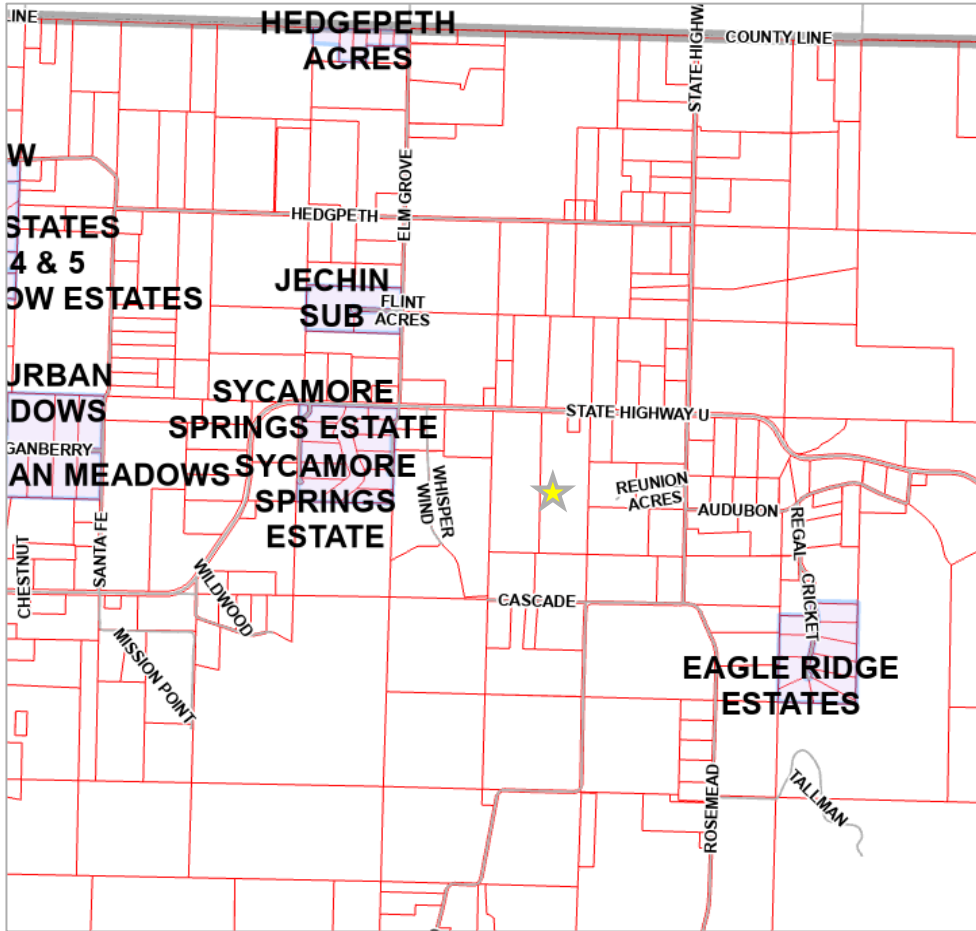 LINE
HEDGEPETH
ACRES
STATE HIGHWA
COUNTY LINE
W
ELM GROVE
HEDGPETH
STATES
4 & 5
OW ESTATES
JECHIN
SUB
FLINT
ACRES
URBAN
DOWS
SYCAMORE
SPRINGS ESTATE
STATE HIGHWAY U
GANBERRY
AN MEADOWS
SYCAMORE
SPRINGS
ESTATE
WHISPER
WIND
REUNION
ACRES
AUDUBON
REGAL
SANTA FE
CHESTNUT
WILDWOOD
CASCADE
CRICKET
MISSION POINT
EAGLE RIDGE
ESTATES
ROSEMEAD
TALLMAN